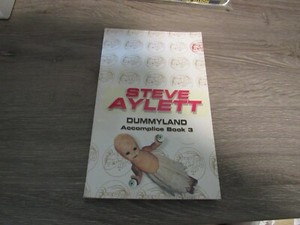 STEVE
AYLETT
DUMMYLAND
Accomplice Book 3